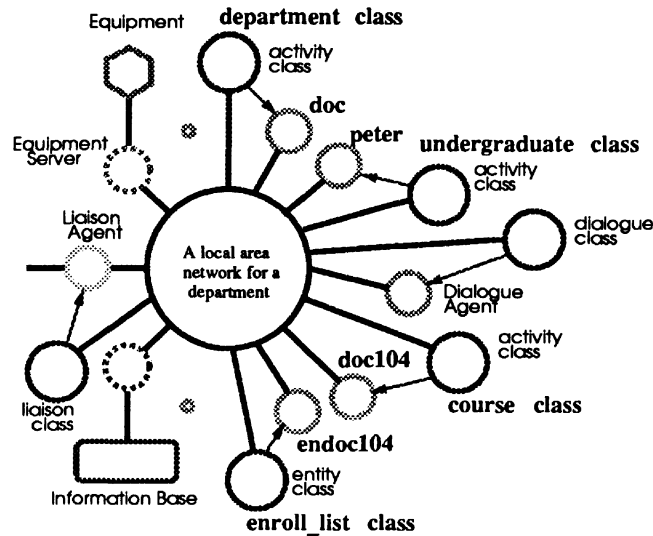 department class
Equipment
activity
class
doc
peter
undergraduate class
Equipment
Server
activity
class
Liaison
Agent
dialogue
class
A local area
network for a
department
Dialogue
Agent
activity
class
doc104
liaison
class
course class
endoc104
entity
class
Information Base
enroll_list class